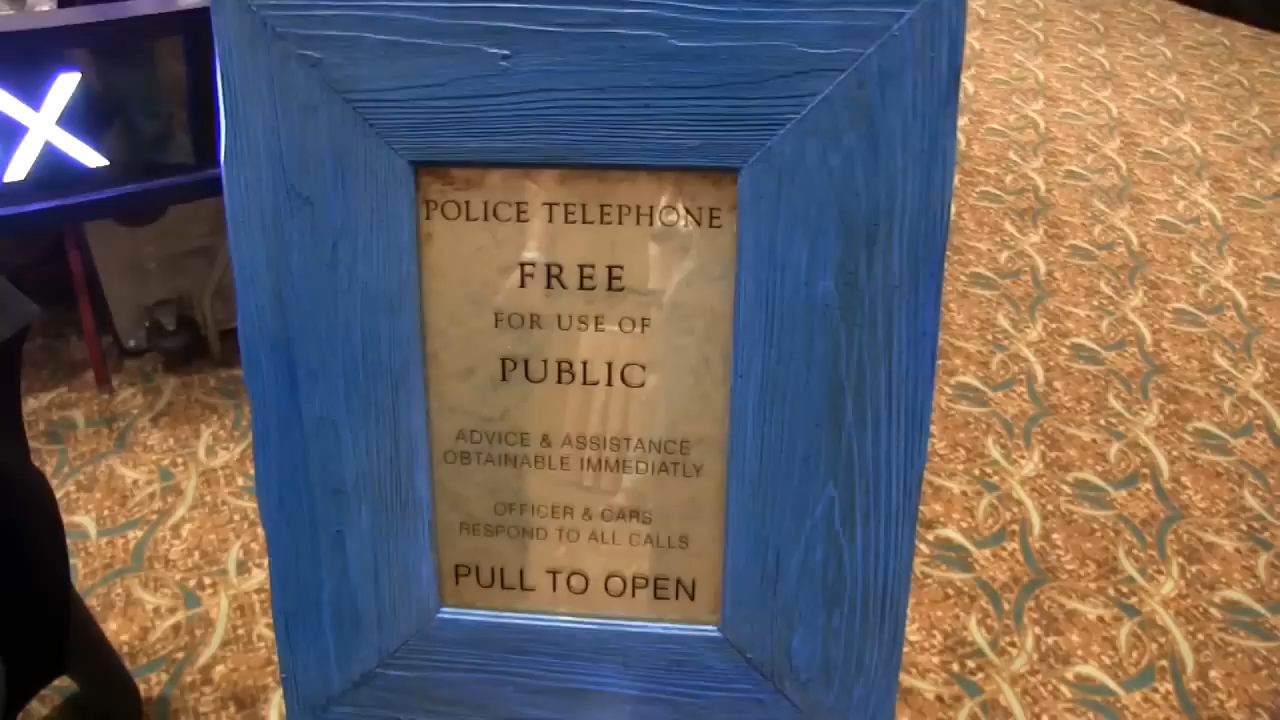 X
POLICE TELEPHONE
FREE
FOR USE OF
PUBLIC
ADVICE & ASSISTANCE
OBTAINABLE IMMEDIATLY
OFFICER & CARS
RESPOND TO ALL CALLS
PULL TO OPEN